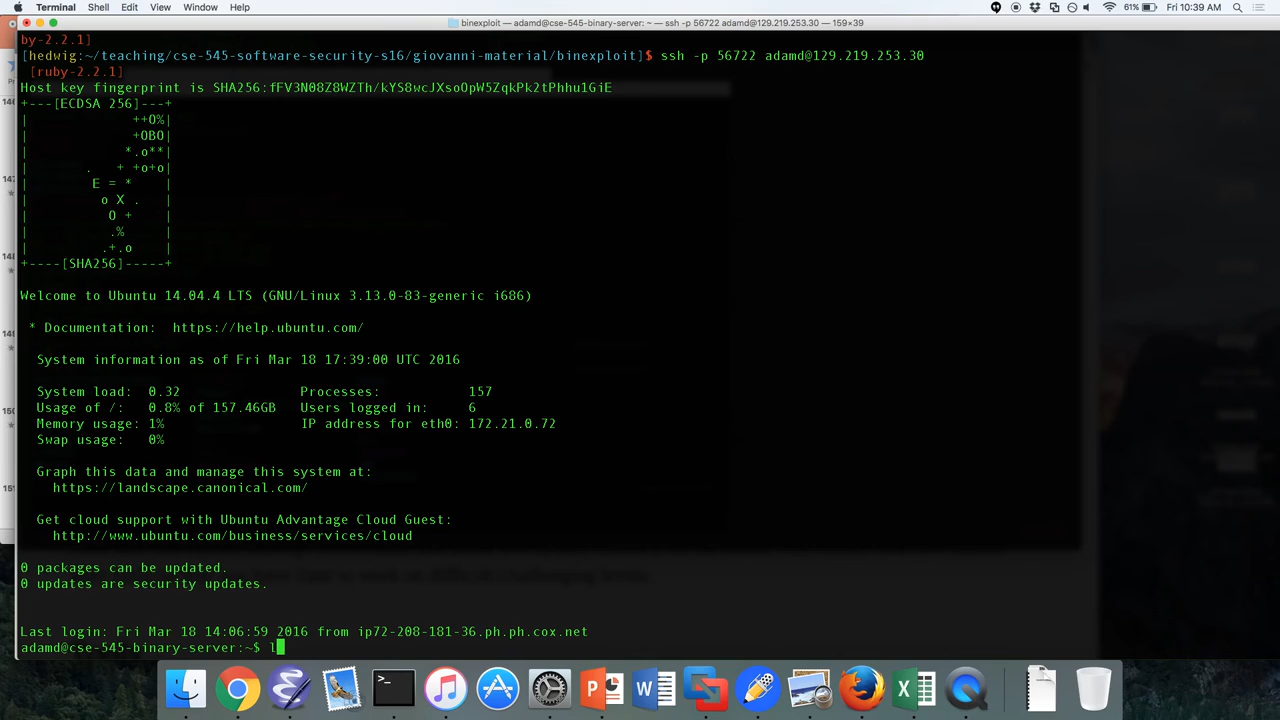 Terminal Shell Edit View Window Help 61% Fri 10:39 AM
binexploit — adamd@cse-545-binary-server: ~ — ssh -p 56722 adamd@129.219.253.30 — 159×39
by-2.2.1]
[hedwig:~/teaching/cse-545-software-security-s16/giovanni-material/binexploit]$ ssh -p 56722 adamd@129.219.253.30
[ruby-2.2.1]
Host key fingerprint is SHA256:fFV3N08Z8WZTh/kYS8wcJXsoOpW5ZqkPk2tPhhu1GiE
+---[ECDSA 256]---+
| ++O%|
| +OBO|
| *.o**|
| . + +o+o|
| E = * |
| o X . |
| O + |
| .% |
| .+.o |
+----[SHA256]-----+
Welcome to Ubuntu 14.04.4 LTS (GNU/Linux 3.13.0-83-generic i686)
* Documentation: https://help.ubuntu.com/
System information as of Fri Mar 18 17:39:00 UTC 2016
System load: 0.32 Processes: 157
Usage of /: 0.8% of 157.46GB Users logged in: 6
Memory usage: 1% IP address for eth0: 172.21.0.72
Swap usage: 0%
Graph this data and manage this system at:
https://landscape.canonical.com/
Get cloud support with Ubuntu Advantage Cloud Guest:
http://www.ubuntu.com/business/services/cloud
0 packages can be updated.
0 updates are security updates.
Last login: Fri Mar 18 14:06:59 2016 from ip72-208-181-36.ph.ph.cox.net
adamd@cse-545-binary-server:~$ l